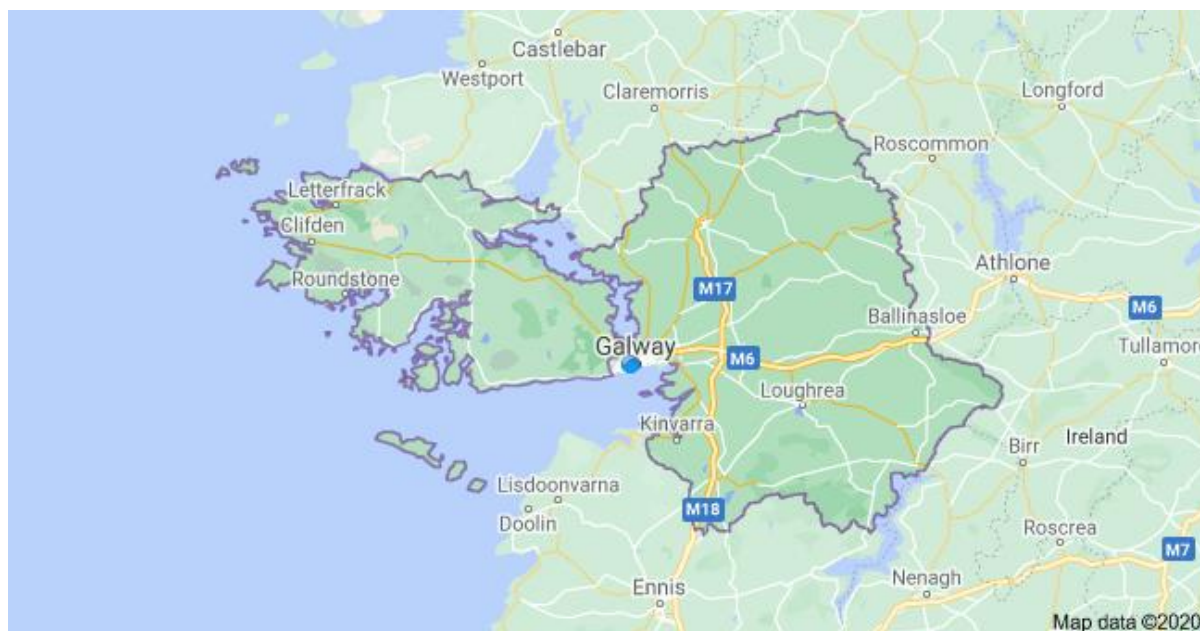 Castlebar
Westport
Claremorris
Longford
Roscommon
Letterfrack
Clifden
Roundstone
Athlone
M17
M6
Ballinasloe
Galway
M6
Tullamore
Loughrea
Kinvarra
Ireland
Birr
Lisdoonvarna
M18
Doolin
Roscrea
M7
Nenagh
Ennis
Map data ©2020